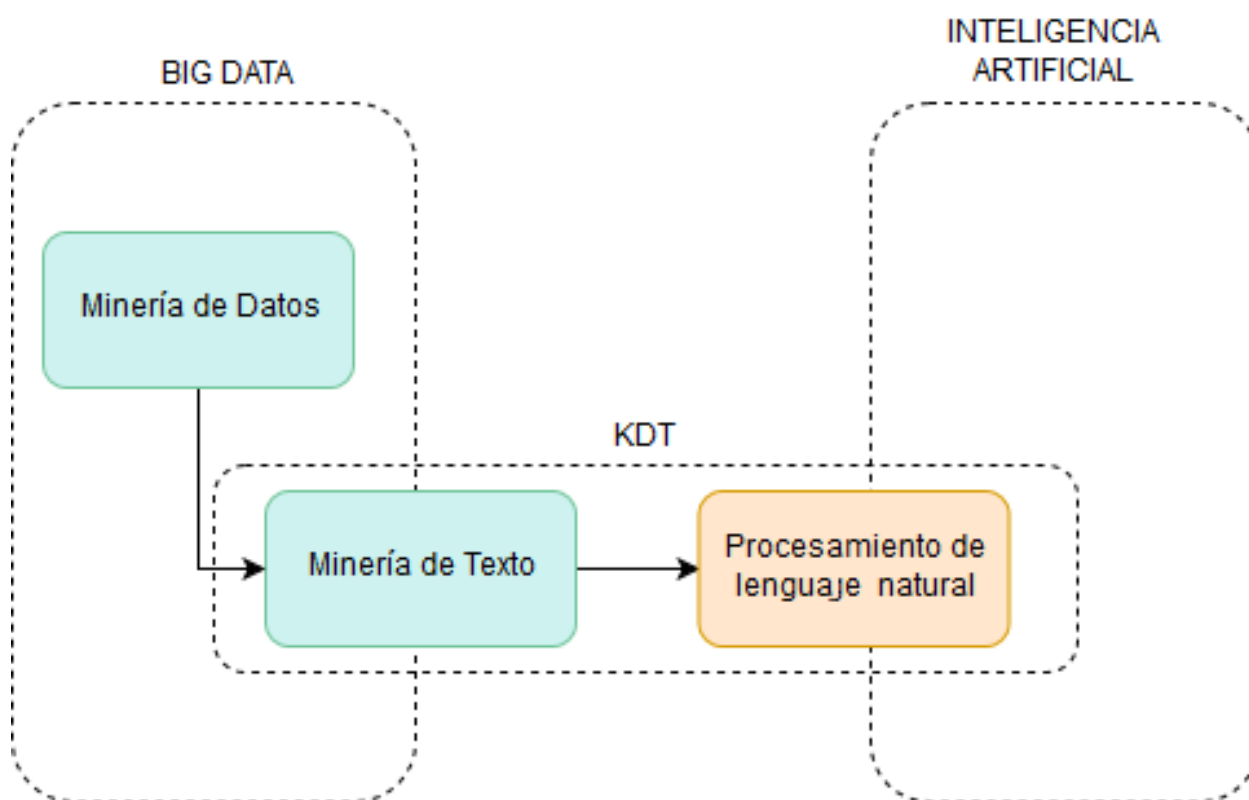 INTELIGENCIA
ARTIFICIAL
BIG DATA
Minería de Datos
KDT
Minería de Texto
Procesamiento de
lenguaje natural